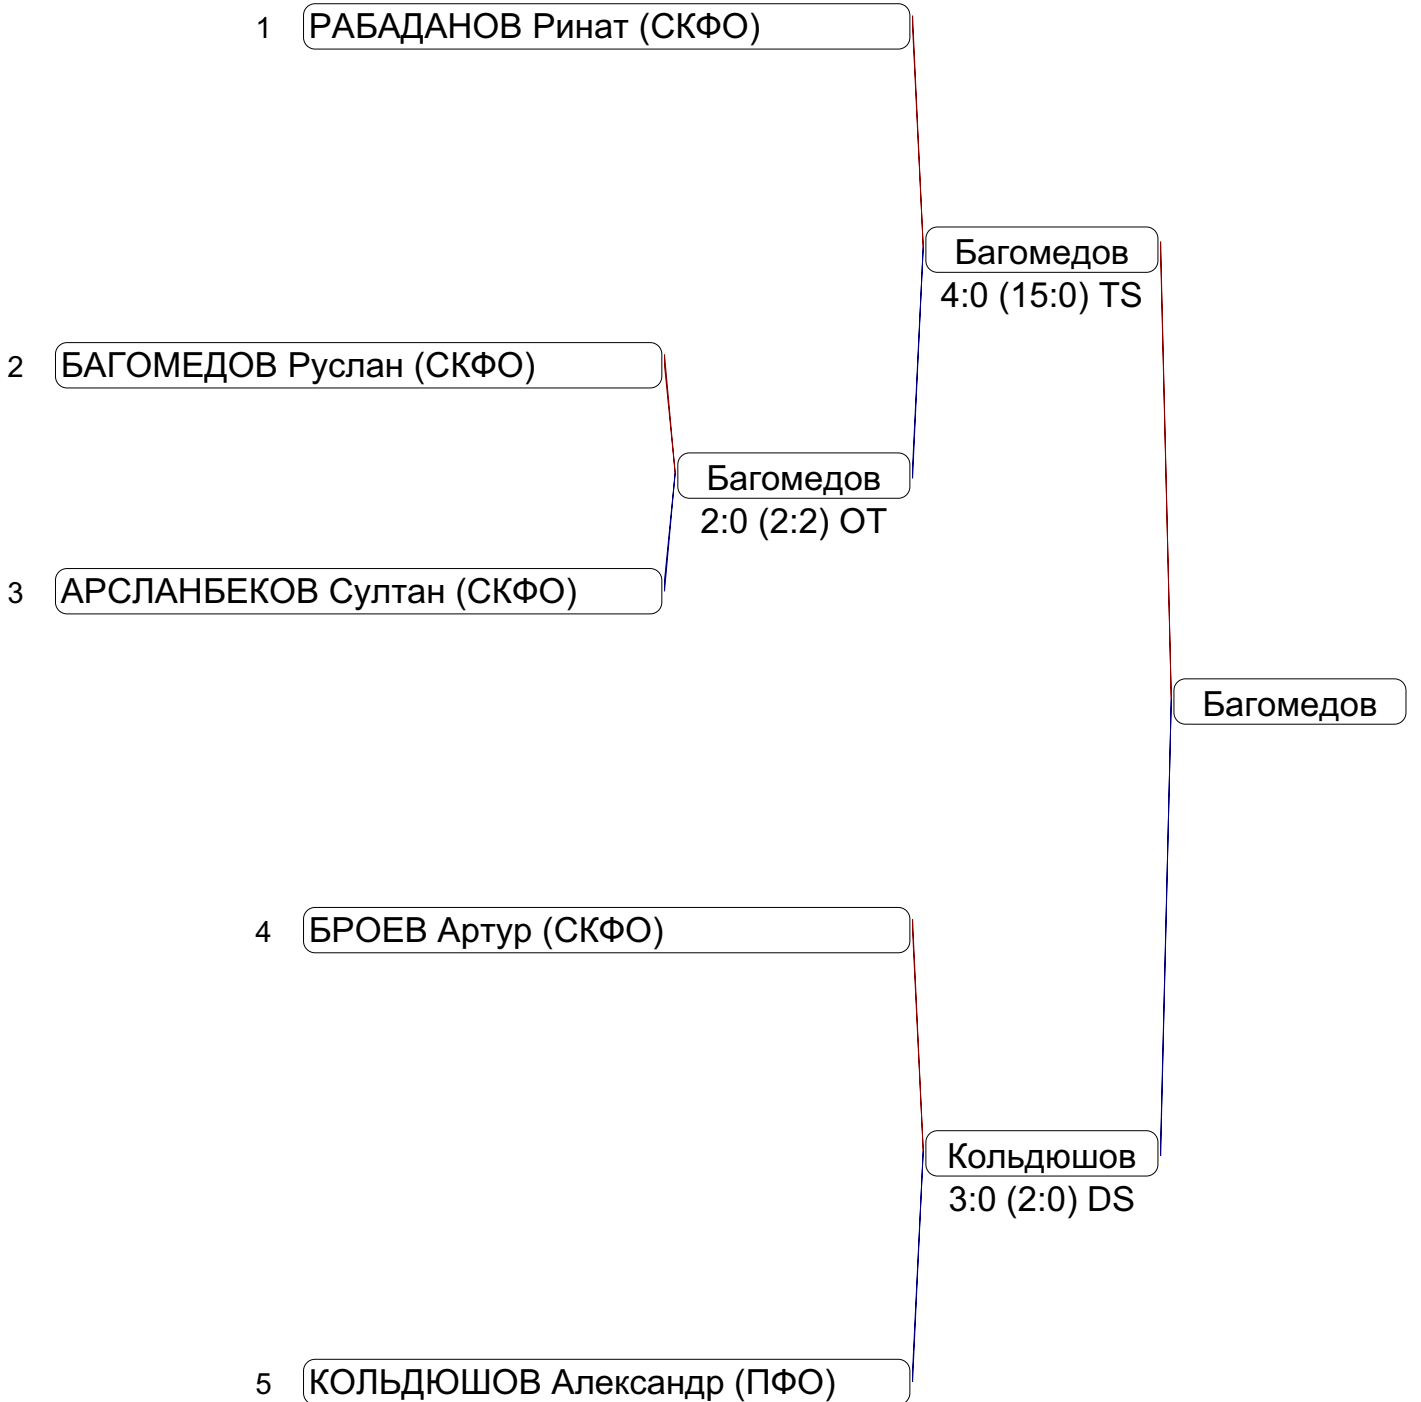 1 РАБАДАНОВ Ринат (СКФО)
Багомедов
4:0 (15:0) TS
2 БАГОМЕДОВ Руслан (СКФО)
Багомедов
2:0 (2:2) OT
3 АРСЛАНБЕКОВ Султан (СКФО)
Багомедов
4 БРОЕВ Артур (СКФО)
Кольдюшов
3:0 (2:0) DS
5 КОЛЬДЮШОВ Александр (ПФО)